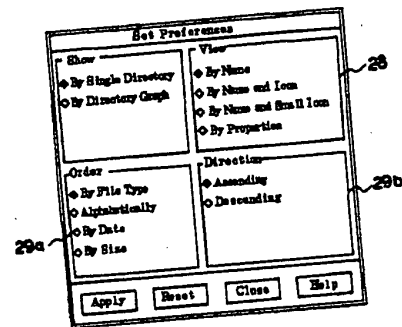 Set Preferences
Show
By Single Directory
By Directory Graph
View
By Name
By Name and Icon
By Name and Small Icon
By Properties
28
Order
By File Type
Alphabetically
By Date
By Size
29a
Direction
Ascending
Descending
29b
Apply Reset Close Help